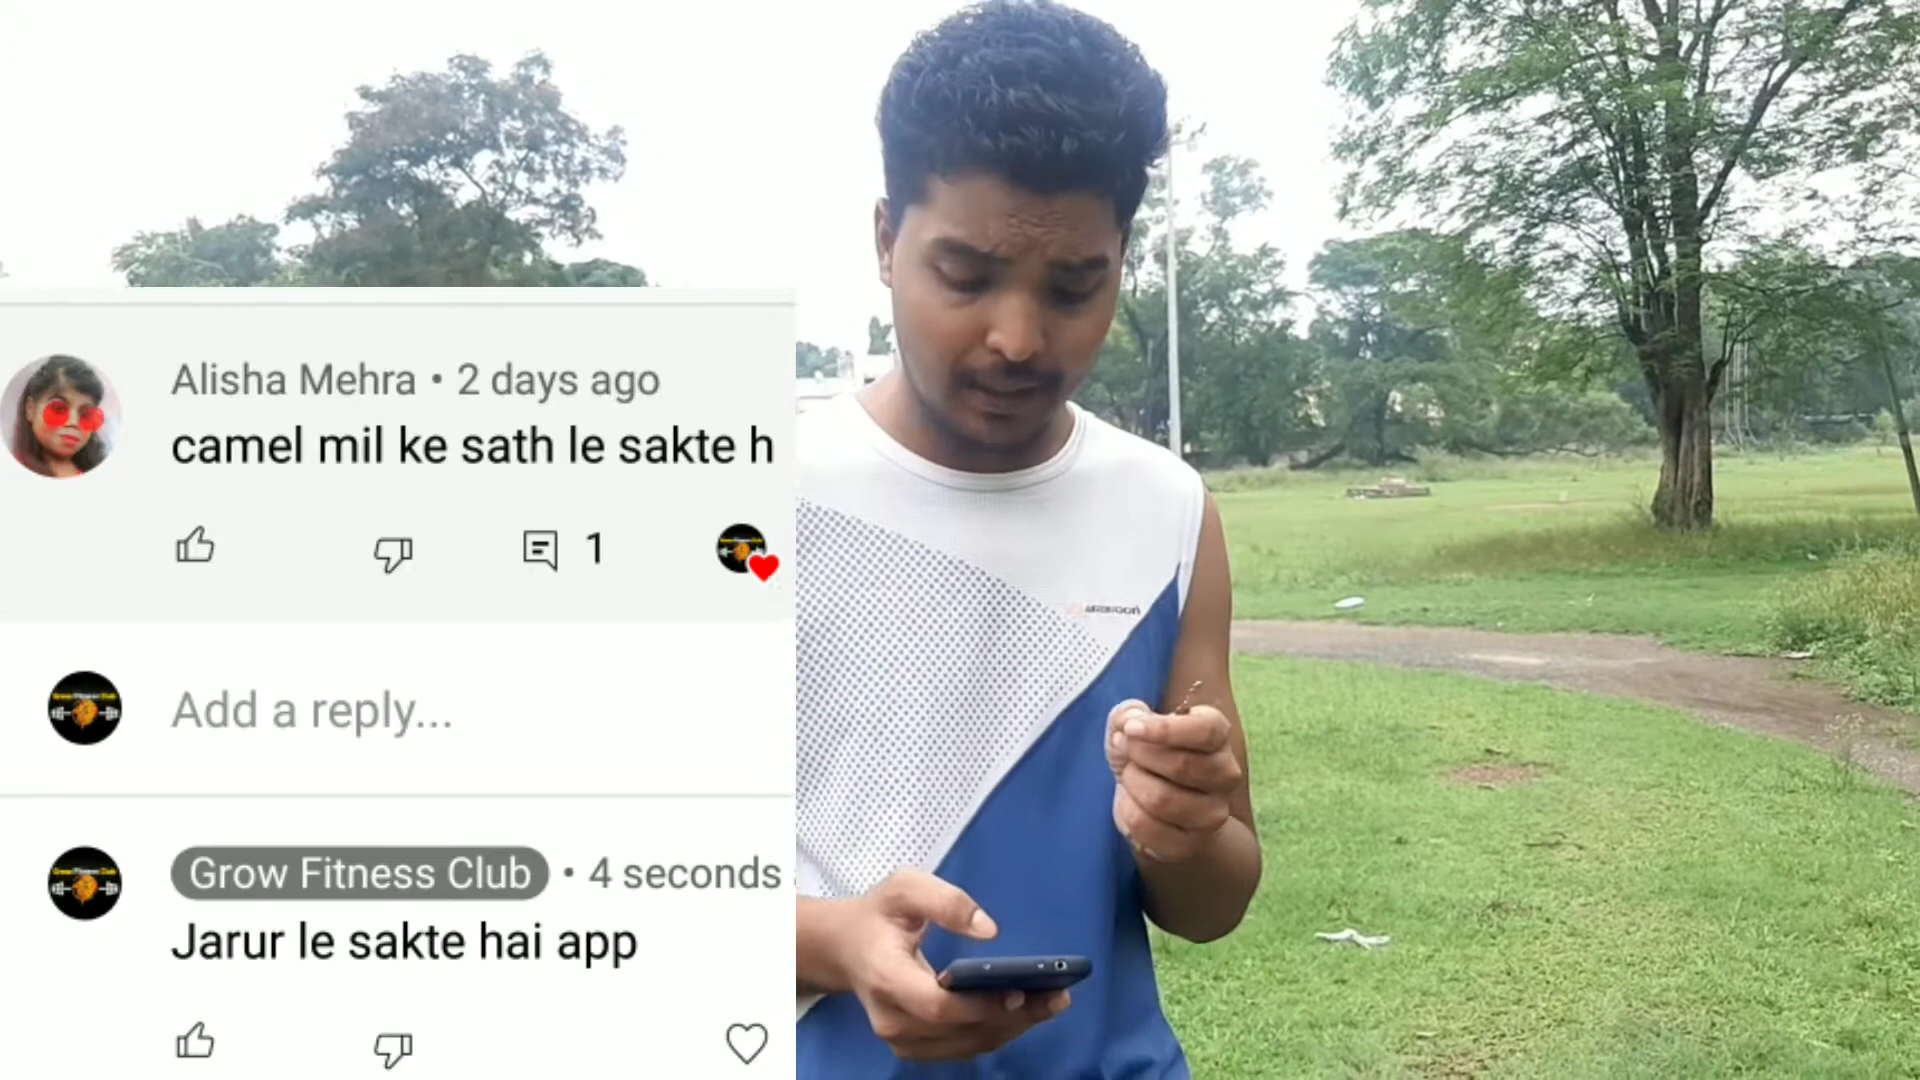 Alisha Mehra • 2 days ago
camel mil ke sath le sakte h
1
Add a reply...
Grow Fitness Club • 4 seconds
Jarur le sakte hai app